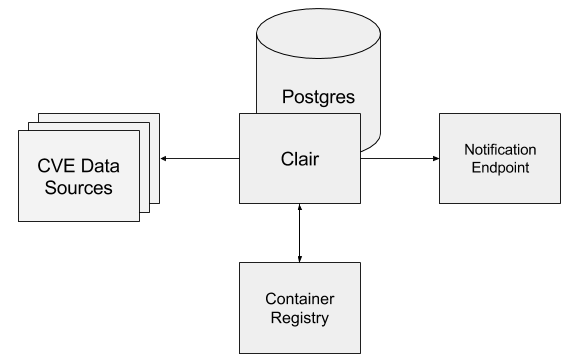 Postgres
CVE Data
Sources
Clair
Notification
Endpoint
Container
Registry